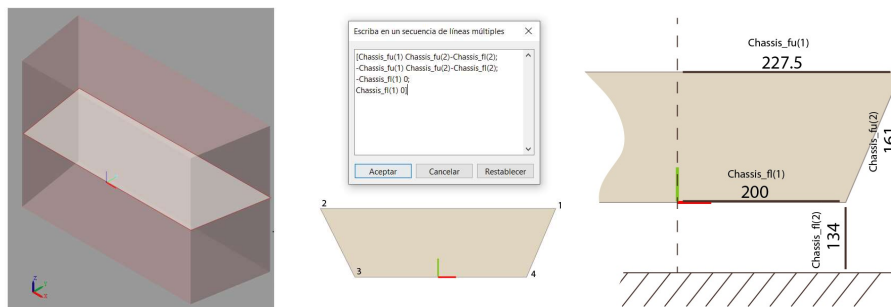 Escriba en un secuencia de líneas múltiples
[Chassis_fu(1) Chassis_fu(2)-Chassis_fl(2);
-Chassis_fu(1) Chassis_fu(2)-Chassis_fl(2);
-Chassis_fl(1) 0;
Chassis_fl(1) 0]
Aceptar Cancelar Restablecer
2 1
3 4
Chassis_fu(1)
227.5
Chassis_fu(2)
161
Chassis_fl(1)
200
Chassis_fl(2)
134
z
x
z
x